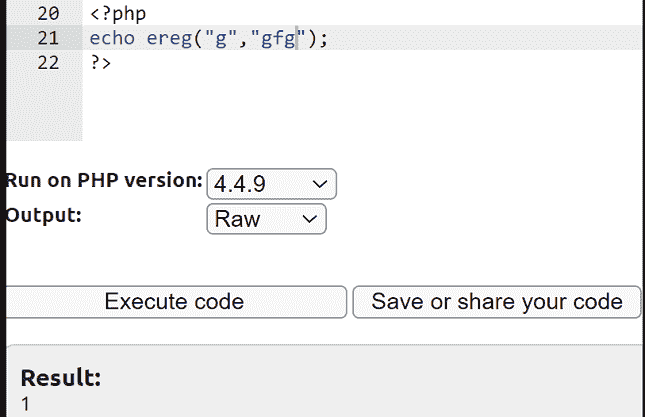 20 <?php
21 echo ereg("g","gfg");
22 ?>
Run on PHP version: 4.4.9
Output: Raw
Execute code Save or share your code
Result:
1